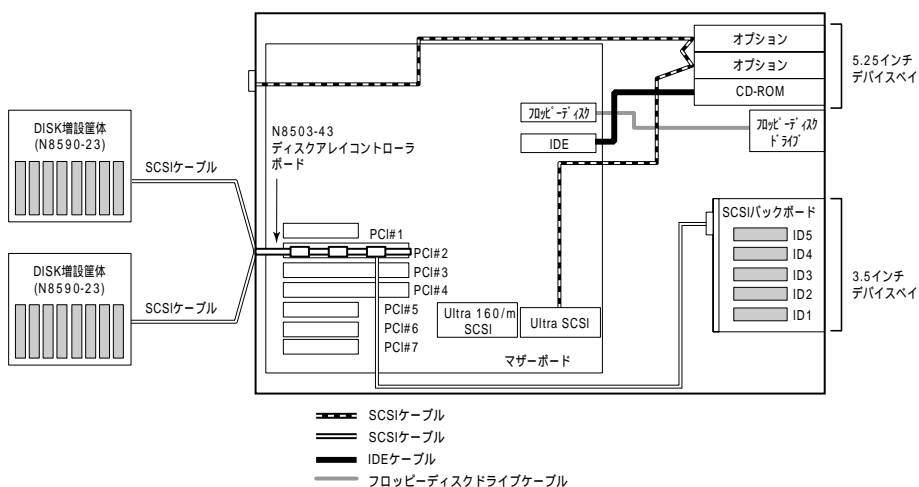 オプション
オプション
CD-ROM
5.25インチ
デバイスベイ
フロッピーディスク
IDE
フロッピーディスク
ドライブ
DISK増設筐体
(N8590-23)
SCSIケーブル
N8503-43
ディスクアレイコントローラ
ボード
SCSIバックボード
ID5
ID4
ID3
ID2
ID1
3.5インチ
デバイスベイ
PCI#1
PCI#2
PCI#3
PCI#4
PCI#5
PCI#6
PCI#7
DISK増設筐体
(N8590-23)
SCSIケーブル
Ultra 160/m
SCSI
Ultra SCSI
マザーボード
SCSIケーブル
SCSIケーブル
IDEケーブル
フロッピーディスクドライブケーブル